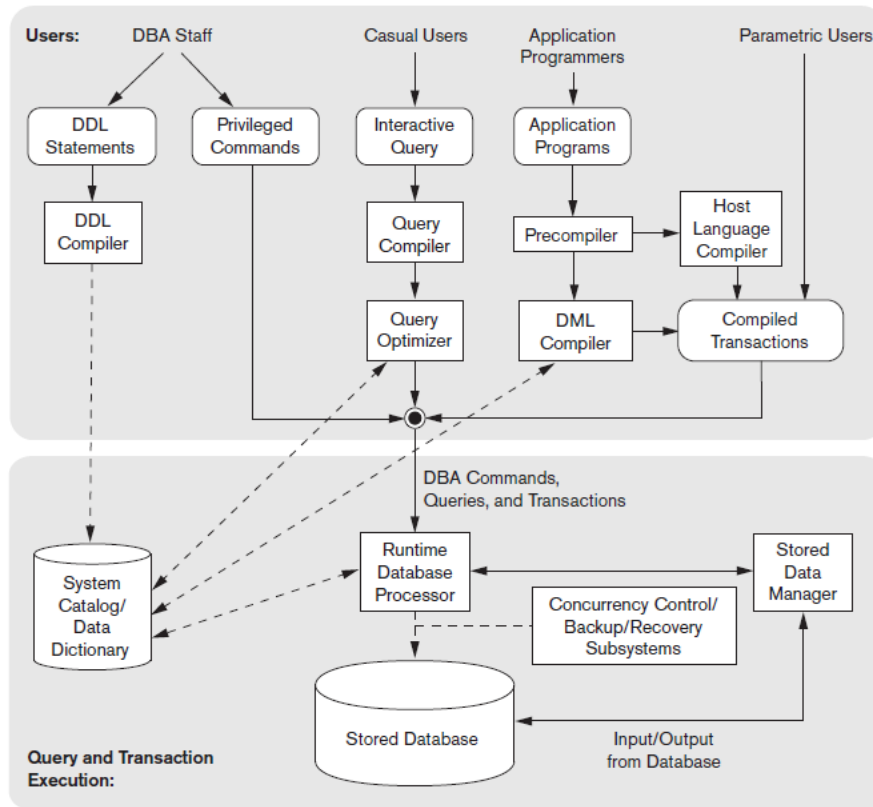 Users:
DBA Staff
Casual Users
Application
Programmers
Parametric Users
DDL
Statements
Privileged
Commands
Interactive
Query
Application
Programs
DDL
Compiler
Query
Compiler
Precompiler
Host
Language
Compiler
Query
Optimizer
DML
Compiler
Compiled
Transactions
DBA Commands,
Queries, and Transactions
System
Catalog/
Data
Dictionary
Runtime
Database
Processor
Stored
Data
Manager
Concurrency Control/
Backup/Recovery
Subsystems
Stored Database
Input/Output
from Database
Query and Transaction
Execution: